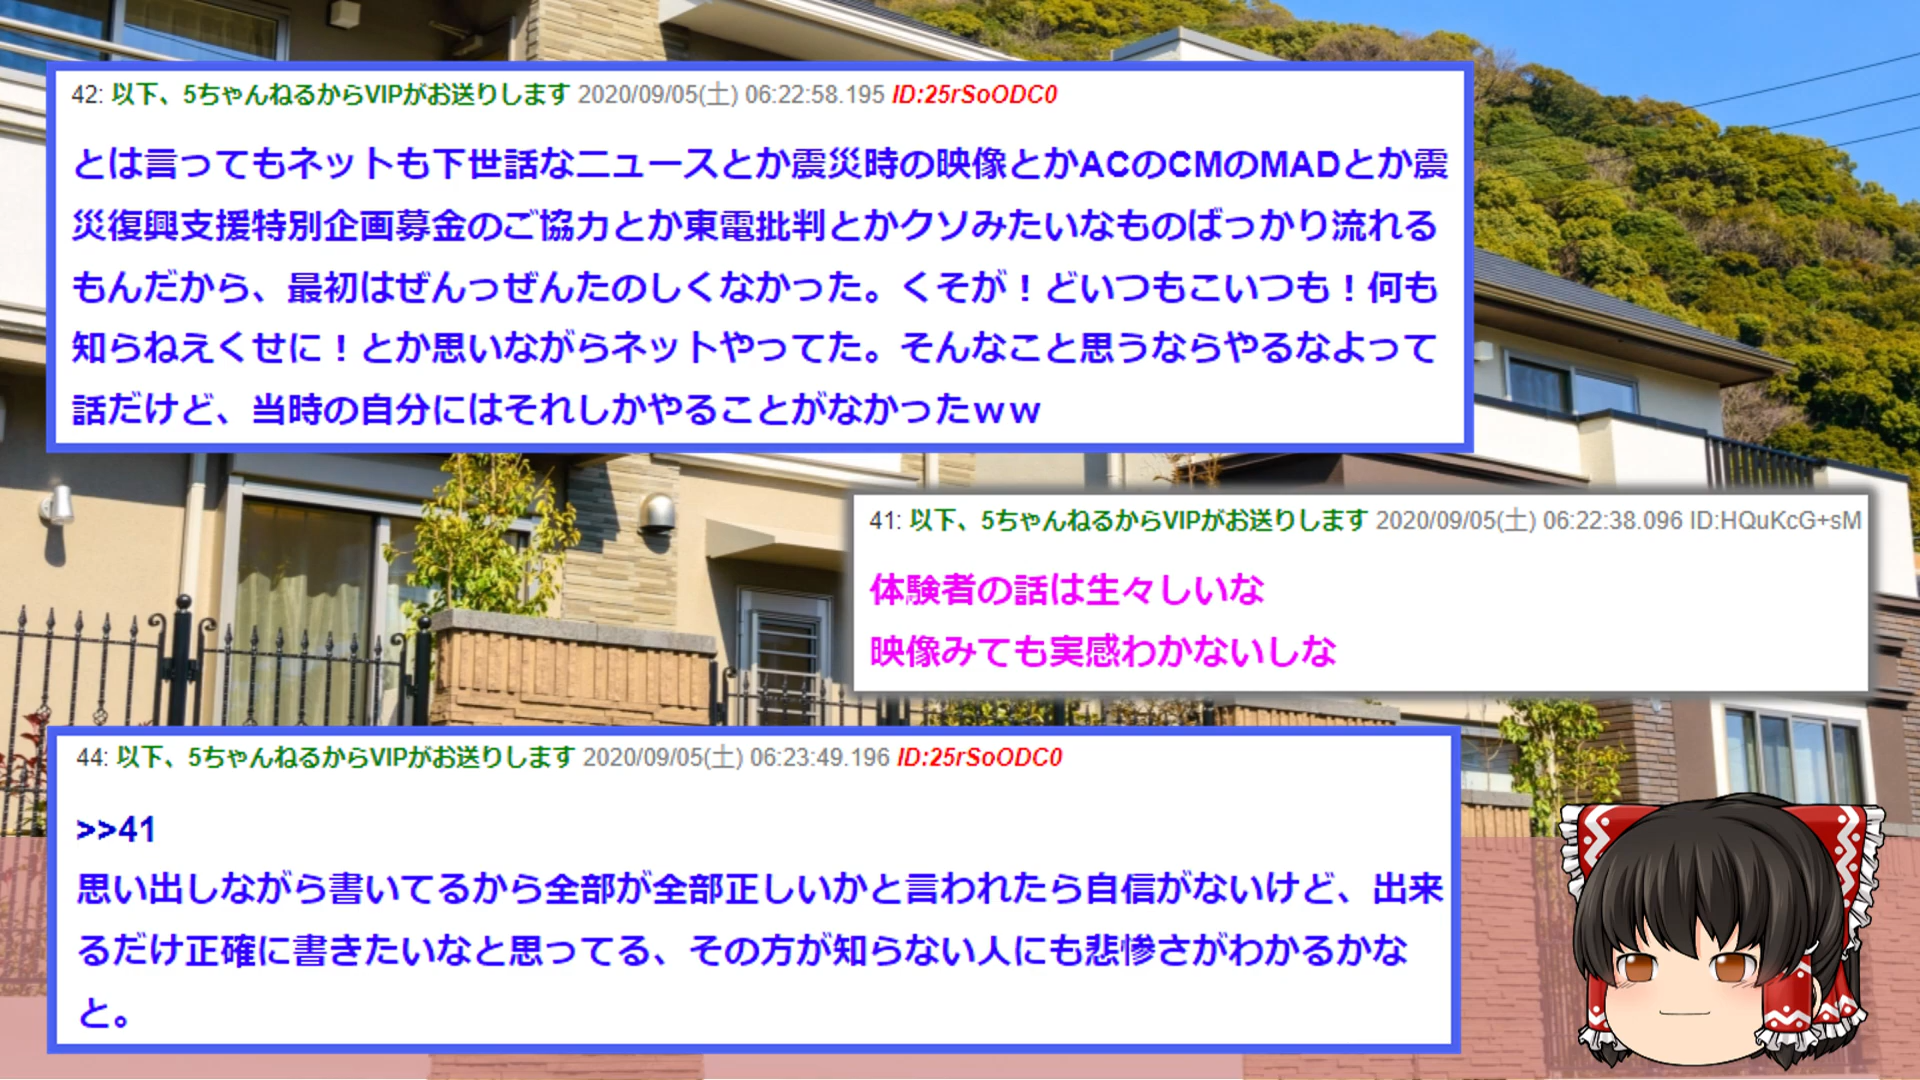 42: 以下、5ちゃんねるからVIPがお送りします 2020/09/05(土) 06:22:58.195 ID:25rSoODC0
とは言ってもネットも下世話なニュースとか震災時の映像とかACのCMのMADとか震
災復興支援特別企画募金のご協力とか東電批判とかクソみたいなものばっかり流れる
もんだから、最初はぜんっぜんたのしくなかった。くそが！どいつもこいつも！何も
知らねえくせに！とか思いながらネットやってた。そんなこと思うならやるなよって
話だけど、当時の自分にはそれしかやることがなかったｗｗ
41: 以下、5ちゃんねるからVIPがお送りします 2020/09/05(土) 06:22:38.096 ID:HQuKcG+sM
体験者の話は生々しいな
映像みても実感わかないしな
44: 以下、5ちゃんねるからVIPがお送りします 2020/09/05(土) 06:23:49.196 ID:25rSoODC0
>>41
思い出しながら書いてるから全部が全部正しいかと言われたら自信がないけど、出来
るだけ正確に書きたいなと思ってる、その方が知らない人にも悲惨さがわかるかな
と。